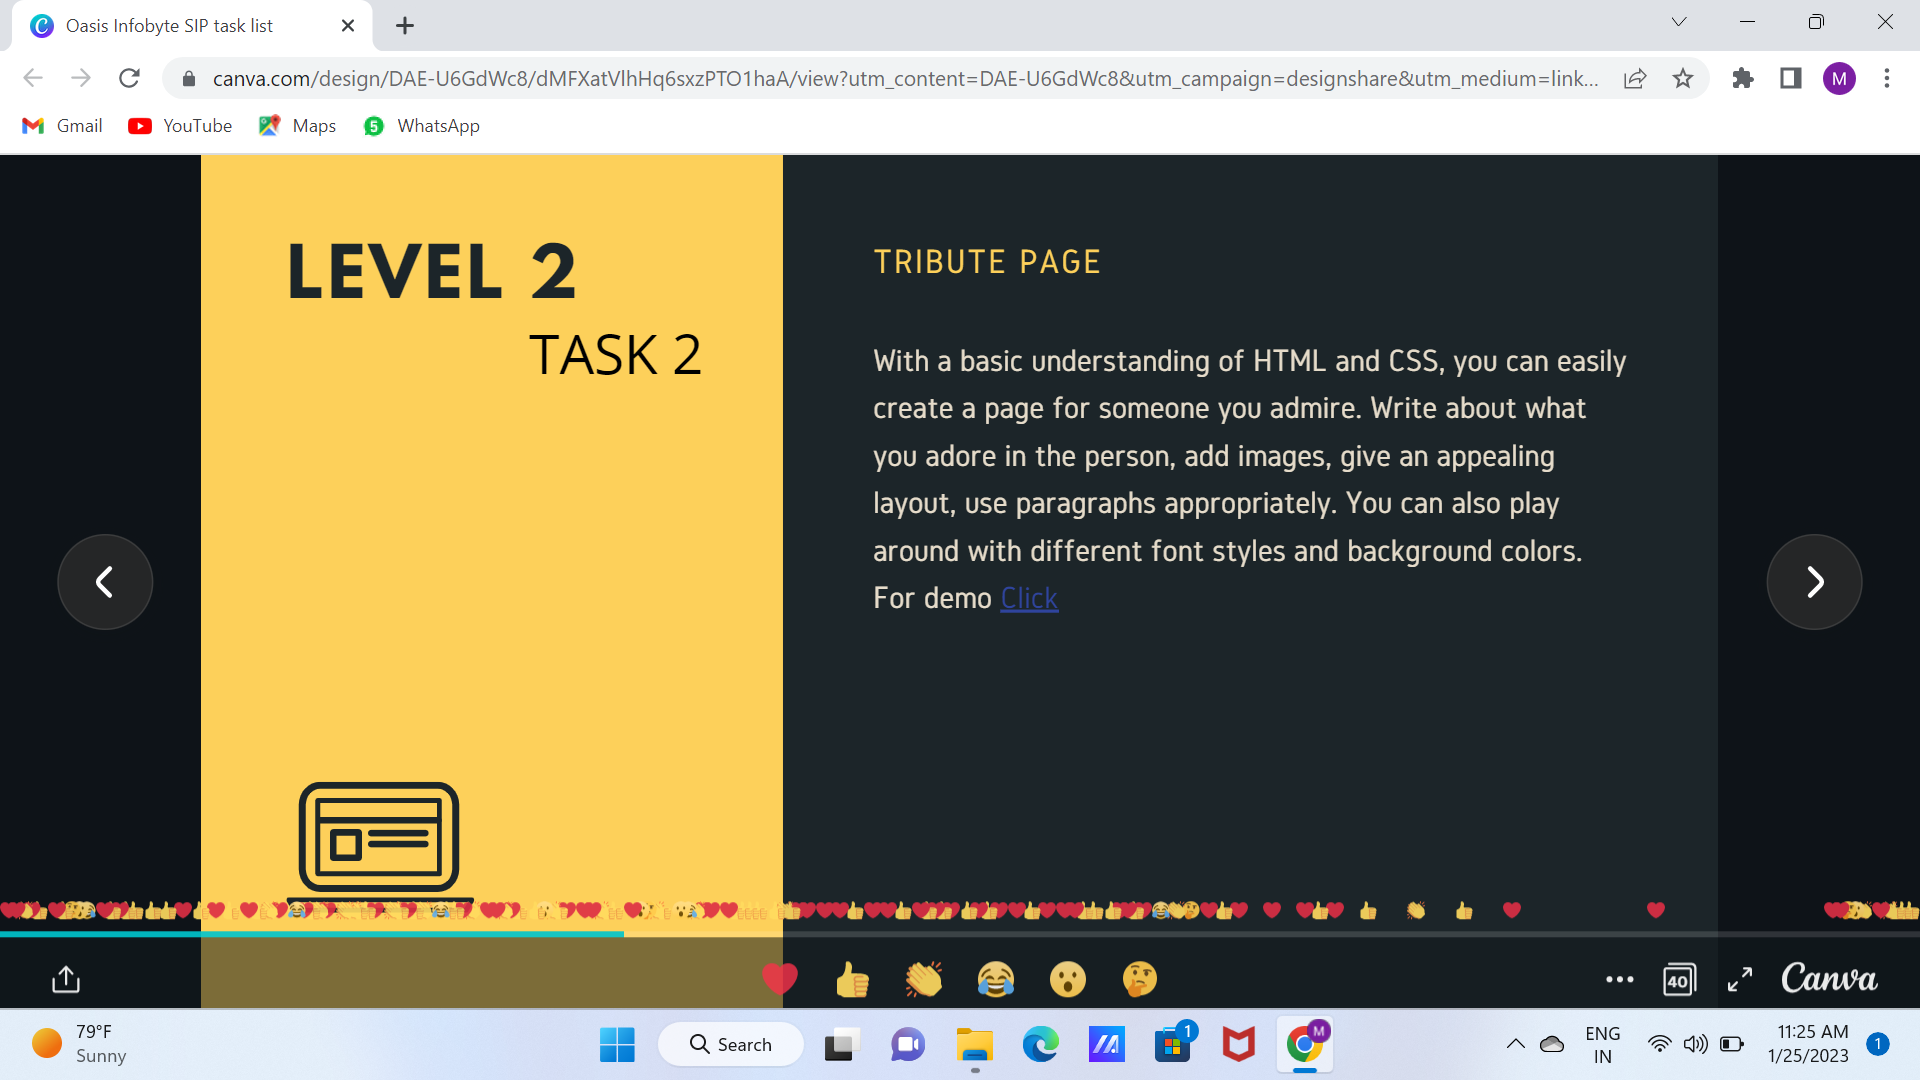 Oasis Infobyte SIP task list
canva.com/design/DAE-U6GdWc8/dMFXatVlhHq6sxzPTO1haA/view?utm_content=DAE-U6GdWc8&utm_campaign=designshare&utm_medium=link...
M
Gmail
YouTube
Maps
5
WhatsApp
LEVEL 2
TASK 2
TRIBUTE PAGE
With a basic understanding of HTML and CSS, you can easily
create a page for someone you admire. Write about what
you adore in the person, add images, give an appealing
layout, use paragraphs appropriately. You can also play
around with different font styles and background colors.
For demo Click
40
Canva
79°F
Sunny
Search
1
M
ENG
IN
11:25 AM
1/25/2023
1